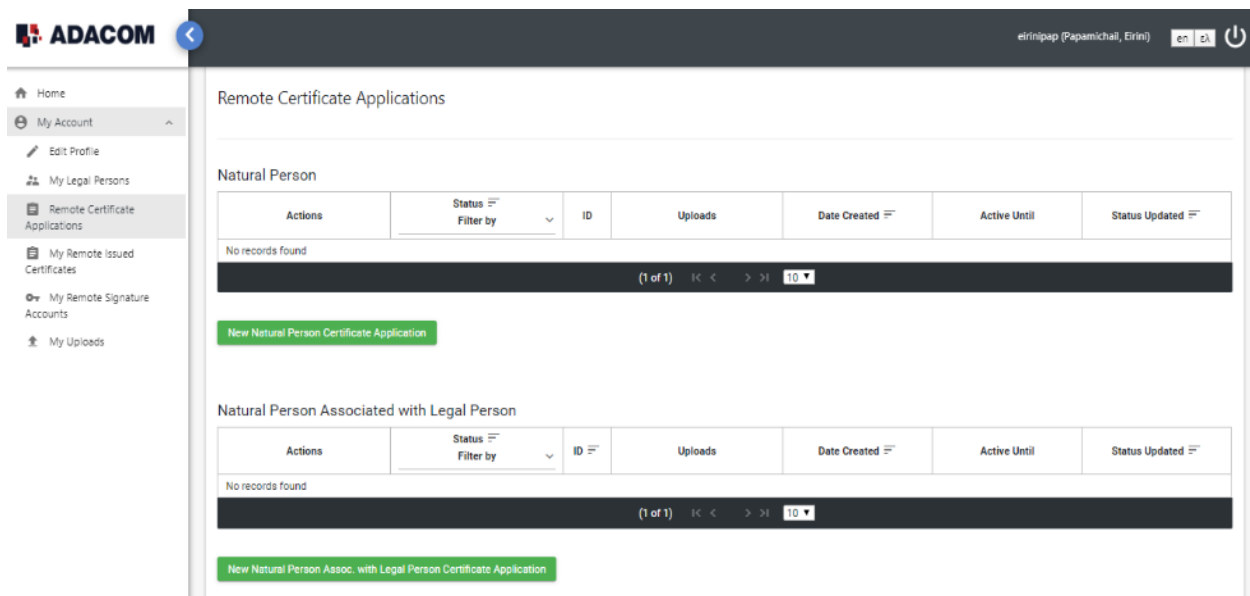 ADACOM
eirinipap (Papamichail, Eirini) en ελ
Home
My Account
Edit Profile
My Legal Persons
Remote Certificate
Applications
My Remote Issued
Certificates
My Remote Signature
Accounts
My Uploads
Remote Certificate Applications
Natural Person
Actions Status Filter by ID Uploads Date Created Active Until Status Updated
No records found
(1 of 1) 10
New Natural Person Certificate Application
Natural Person Associated with Legal Person
Actions Status Filter by ID Uploads Date Created Active Until Status Updated
No records found
(1 of 1) 10
New Natural Person Assoc. with Legal Person Certificate Application